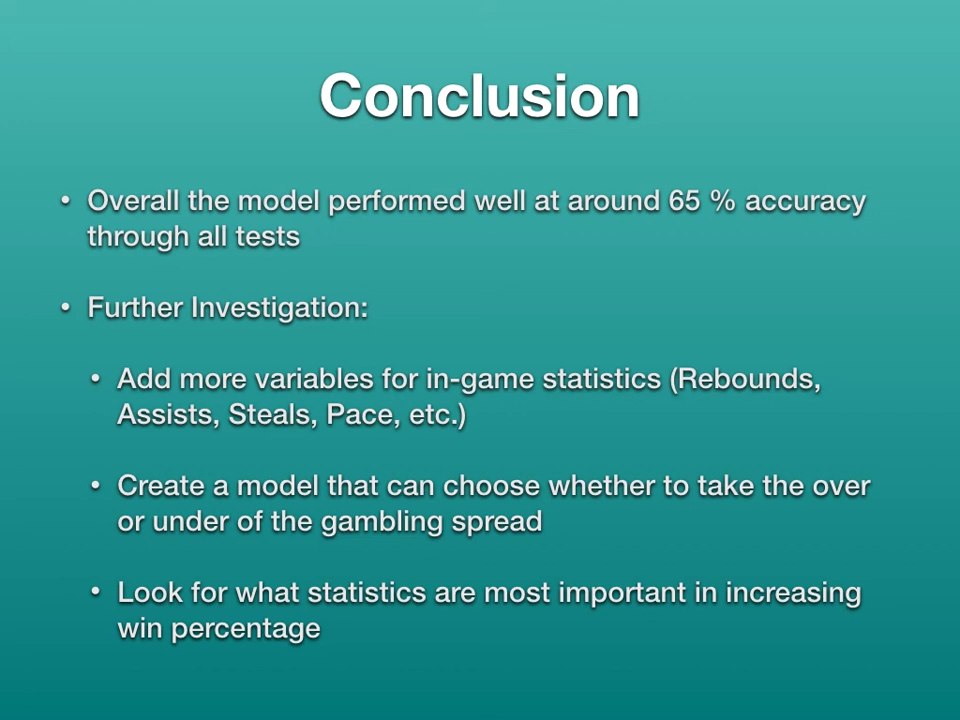 Conclusion
• Overall the model performed well at around 65 % accuracy
through all tests
• Further Investigation:
• Add more variables for in-game statistics (Rebounds,
Assists, Steals, Pace, etc.)
• Create a model that can choose whether to take the over
or under of the gambling spread
• Look for what statistics are most important in increasing
win percentage